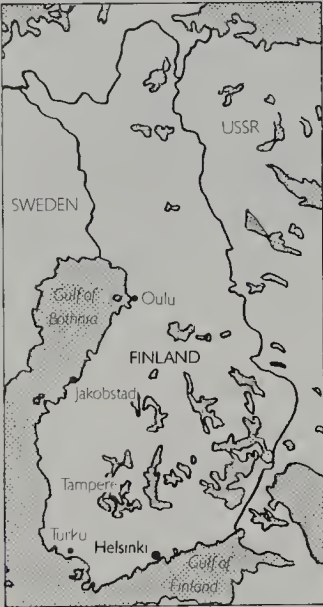 USSR
SWEDEN
Gulf of
Bothnia
Oulu
FINLAND
Jakobstad
Tampere
Turku
Helsinki
Gulf of
Finland